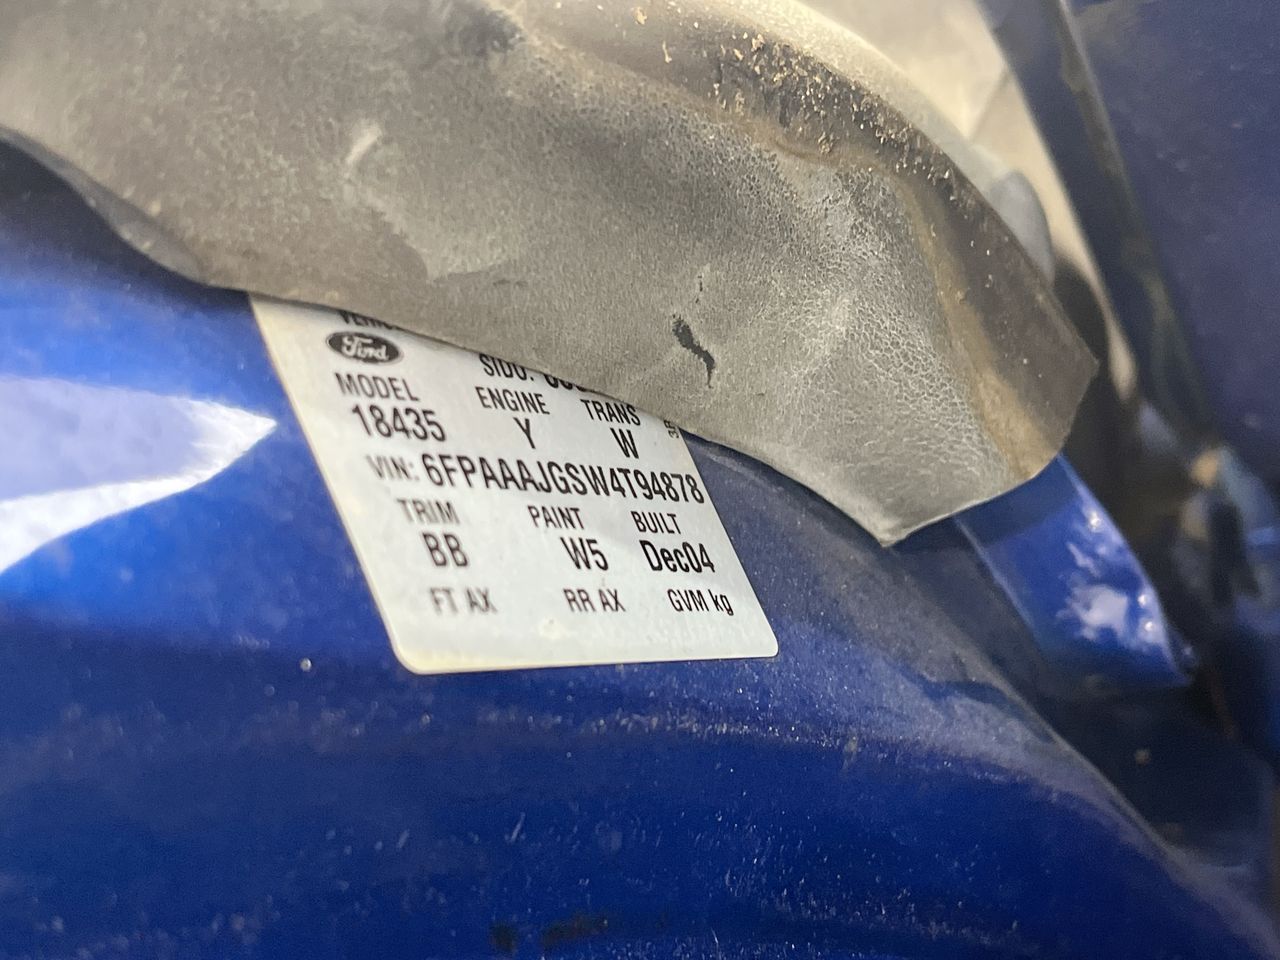 Ford
SIDO:
MODEL ENGINE TRANS
18435 Y W
VIN: 6FPAAAJGSW4T94878
TRIM PAINT BUILT
BB W5 Dec04
FT AX RR AX GVM kg